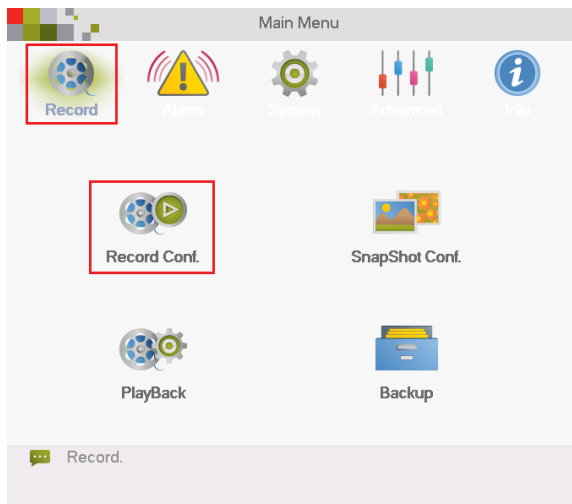 Main Menu
Record Alarm System Advanced Info
Record Conf. SnapShot Conf.
PlayBack Backup
Record.